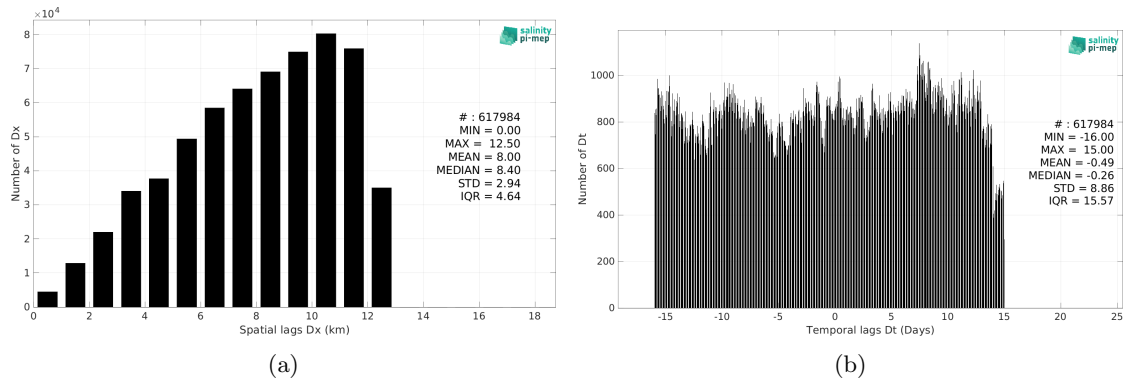 ×10⁴
8
7
6
5
4
3
2
1
0
Number of Dx
0 2 4 6 8 10 12 14 16 18
Spatial lags Dx (km)
salinity
pi-mep
# : 617984
MIN = 0.00
MAX = 12.50
MEAN = 8.00
MEDIAN = 8.40
STD = 2.94
IQR = 4.64
(a)
1000
800
600
400
200
0
Number of Dt
-15 -10 -5 0 5 10 15 20 25
Temporal lags Dt (Days)
salinity
pi-mep
# : 617984
MIN = -16.00
MAX = 15.00
MEAN = -0.49
MEDIAN = -0.26
STD = 8.86
IQR = 15.57
(b)